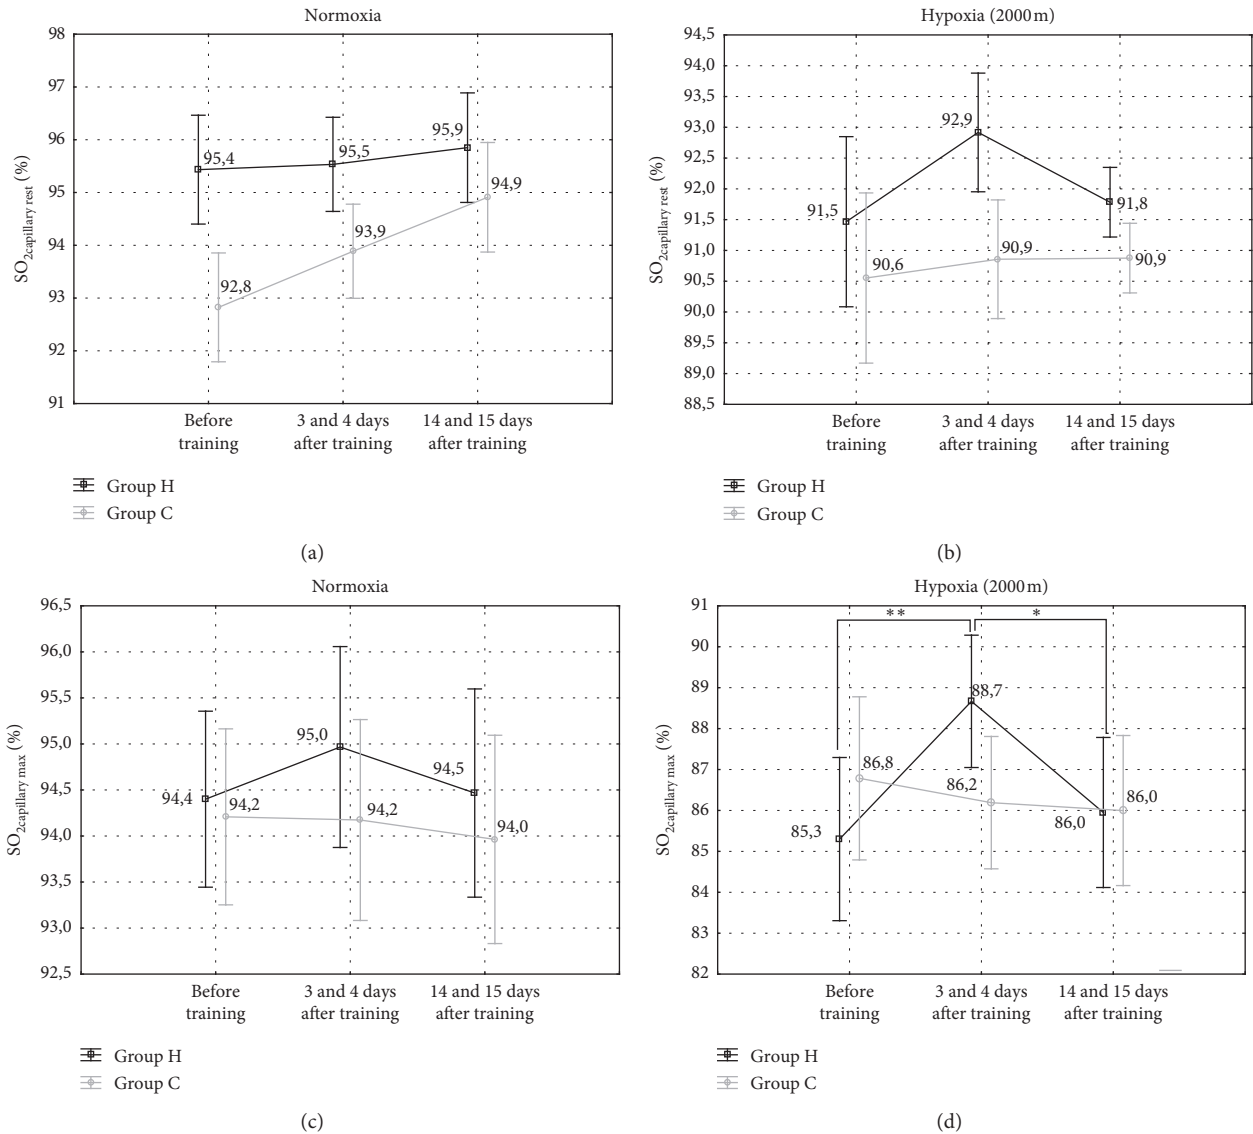 Normoxia
98
97
96
95
94
93
92
91
SO2capillary rest (%)
95,4
95,5
95,9
92,8
93,9
94,9
Before training
3 and 4 days after training
14 and 15 days after training
Group H
Group C
(a)
Hypoxia (2000 m)
94,5
94,0
93,5
93,0
92,5
92,0
91,5
91,0
90,5
90,0
89,5
89,0
88,5
SO2capillary rest (%)
91,5
92,9
91,8
90,6
90,9
90,9
Before training
3 and 4 days after training
14 and 15 days after training
Group H
Group C
(b)
Normoxia
96,5
96,0
95,5
95,0
94,5
94,0
93,5
93,0
92,5
SO2capillary max (%)
94,4
95,0
94,5
94,2
94,2
94,0
Before training
3 and 4 days after training
14 and 15 days after training
Group H
Group C
(c)
Hypoxia (2000 m)
91
90
89
88
87
86
85
84
83
82
SO2capillary max (%)
**
*
85,3
88,7
86,0
86,8
86,2
86,0
Before training
3 and 4 days after training
14 and 15 days after training
Group H
Group C
(d)